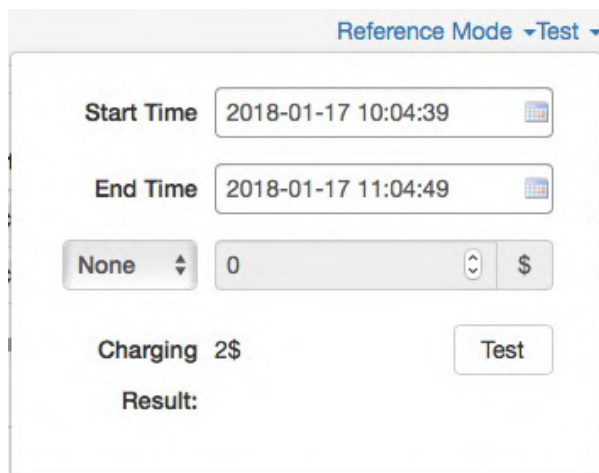 Reference Mode Test
Start Time 2018-01-17 10:04:39
End Time 2018-01-17 11:04:49
None 0 $
Charging 2$ Test
Result: